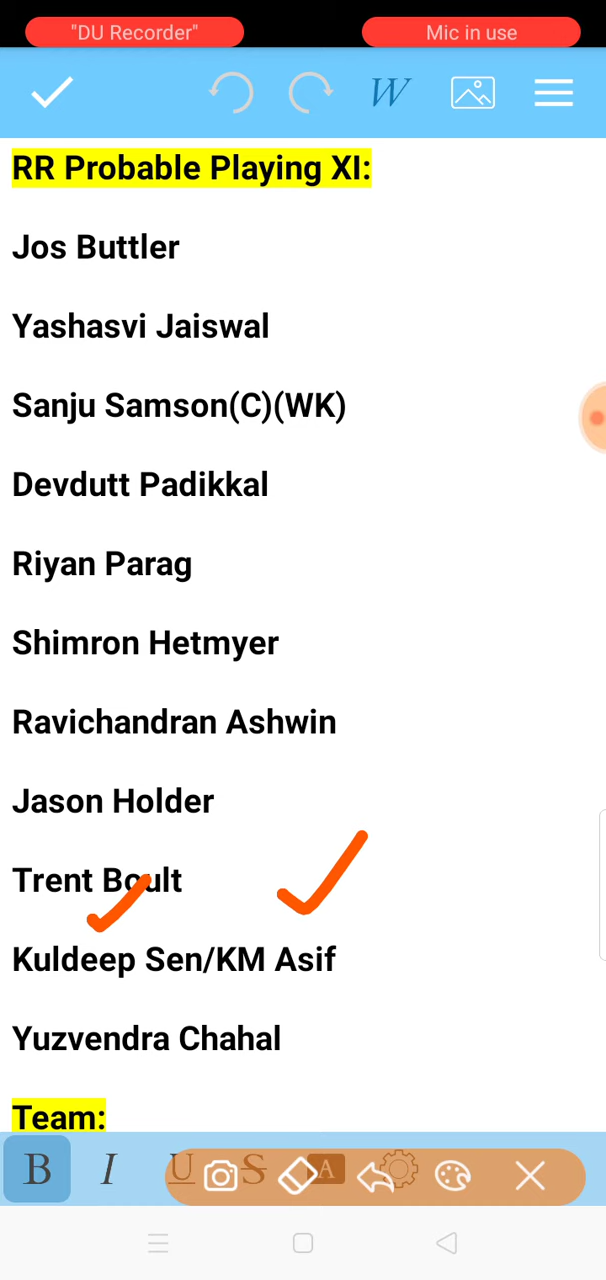 "DU Recorder" Mic in use
W
RR Probable Playing XI:
Jos Buttler
Yashasvi Jaiswal
Sanju Samson(C)(WK)
Devdutt Padikkal
Riyan Parag
Shimron Hetmyer
Ravichandran Ashwin
Jason Holder
Trent Boult
Kuldeep Sen/KM Asif
Yuzvendra Chahal
Team:
B I U S A